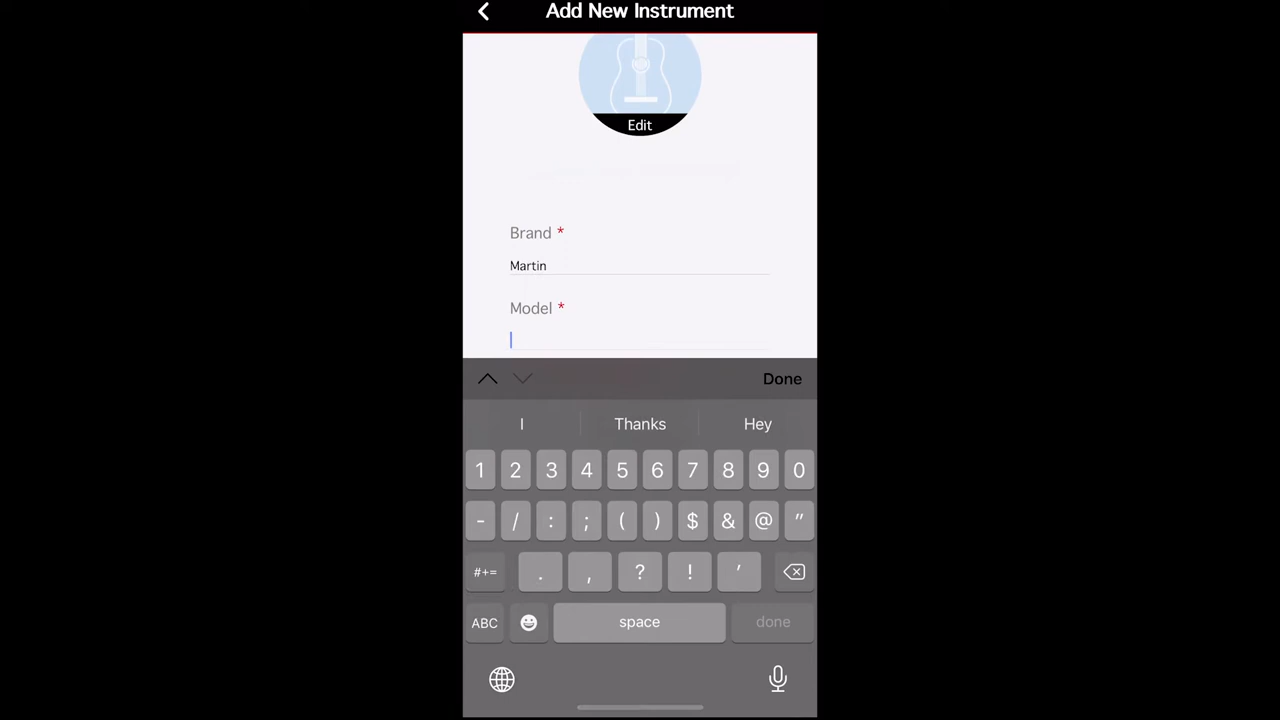 Add New Instrument
Edit
Brand *
Martin
Model *
Done
I Thanks Hey
1 2 3 4 5 6 7 8 9 0
- / : ; ( ) $ & @ "
#+= . , ? ! '
ABC space done